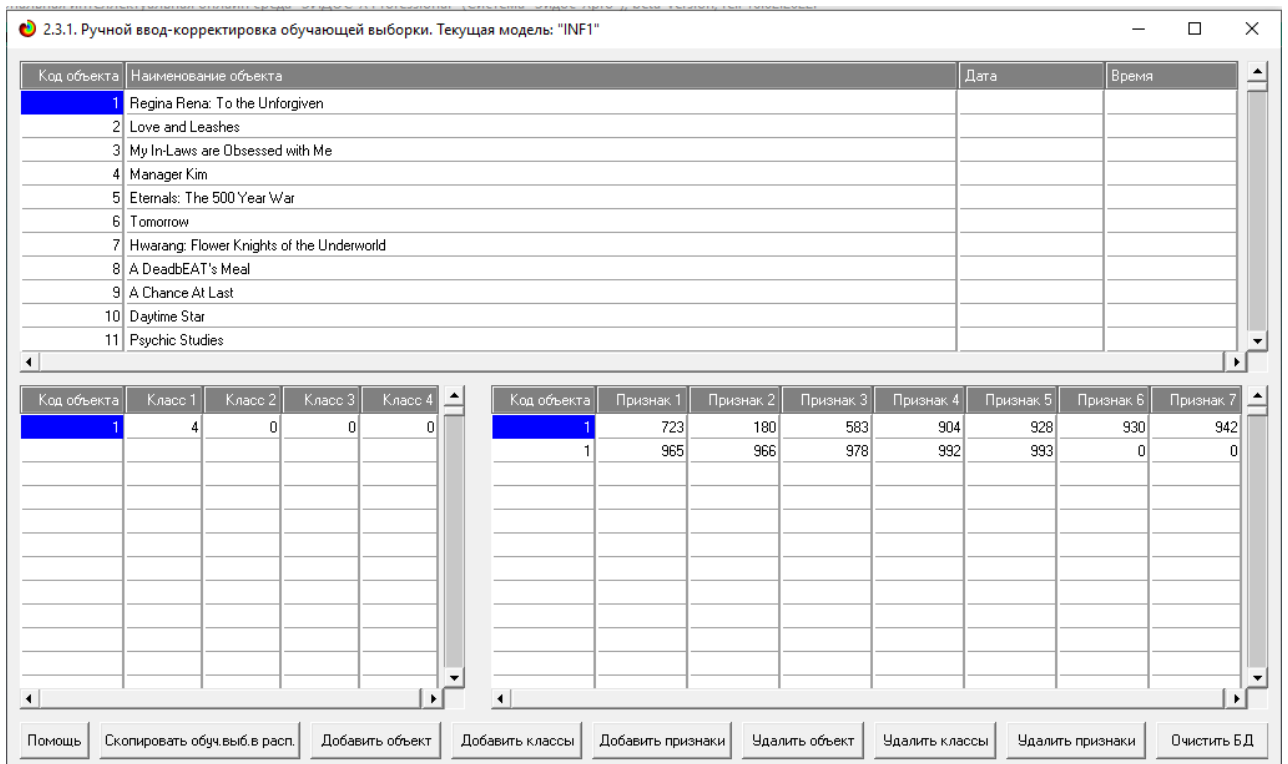 2.3.1. Ручной ввод-корректировка обучающей выборки. Текущая модель: "INF1"
Код объекта Наименование объекта Дата Время
1 Regina Rena: To the Unforgiven
2 Love and Leashes
3 My In-Laws are Obsessed with Me
4 Manager Kim
5 Eternals: The 500 Year War
6 Tomorrow
7 Hwarang: Flower Knights of the Underworld
8 A DeadbEAT's Meal
9 A Chance At Last
10 Daytime Star
11 Psychic Studies
Код объекта Класс 1 Класс 2 Класс 3 Класс 4
1 4 0 0 0
Код объекта Признак 1 Признак 2 Признак 3 Признак 4 Признак 5 Признак 6 Признак 7
1 723 180 583 904 928 930 942
1 965 966 978 992 993 0 0
Помощь Скопировать обуч.выб.в расп. Добавить объект Добавить классы Добавить признаки Удалить объект Удалить классы Удалить признаки Очистить БД